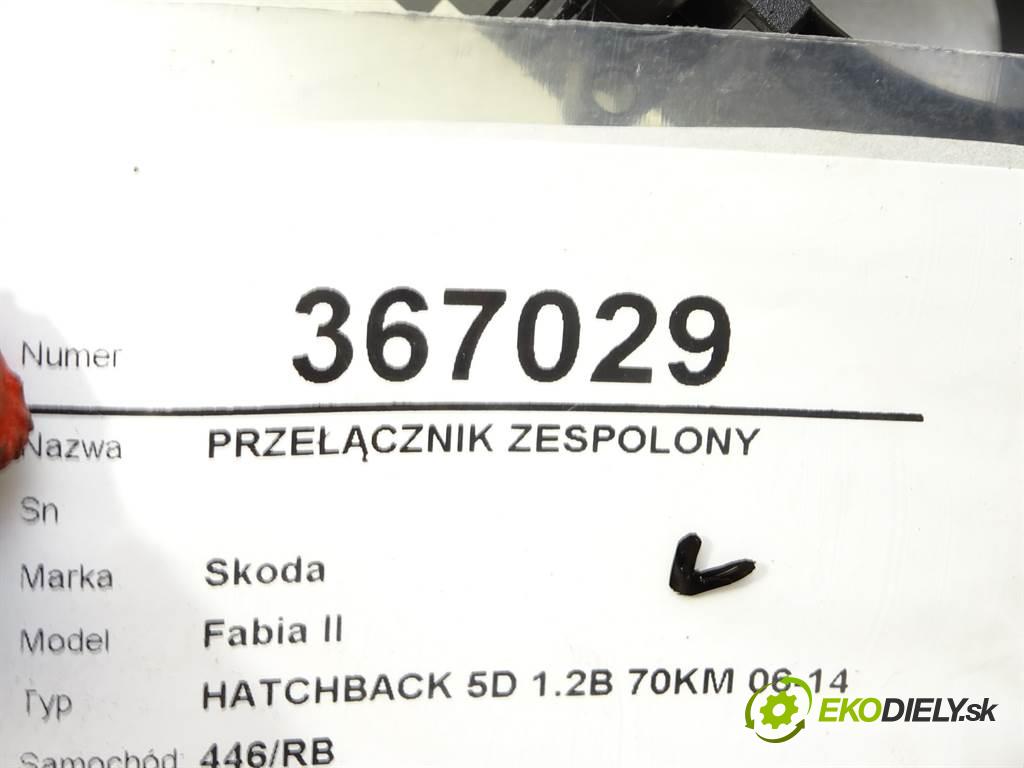 Numer 367029
Nazwa PRZEŁĄCZNIK ZESPOLONY
Sn
Marka Skoda
Model Fabia II
Typ HATCHBACK 5D 1.2B 70KM 06-14
Samochód: 446/RB
EKODIELY.sk